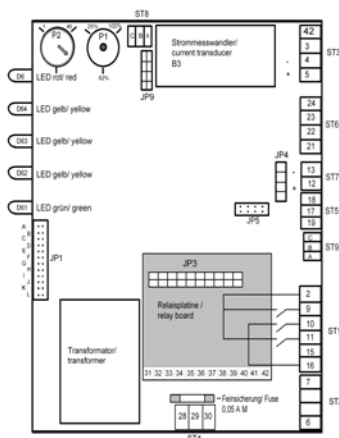 ST8
1 45
P2
25% 100%
P1
62%
C B A
JP9
Strommesswandler/
current transducer
B3
-
+
42
3
4
5
ST3
D6 LED rot/ red
D64 LED gelb/ yellow
D63 LED gelb/ yellow
D62 LED gelb/ yellow
D61 LED grün/ green
24
23
22
21
ST6
JP4
-
+
13
12
ST7
18
17
19
ST5
JP5
C
B
A
ST9
A
B
C
D
E
F
G
H
I
J
K
L
JP1
JP3
Relaisplatine /
relay board
31 32 33 34 35 36 37 38 39 40 41 42
2
9
10
11
15
16
ST1
Transformator/
transformer
Feinsicherung/ Fuse
0,05 A M
28 29 30
ST4
7
6